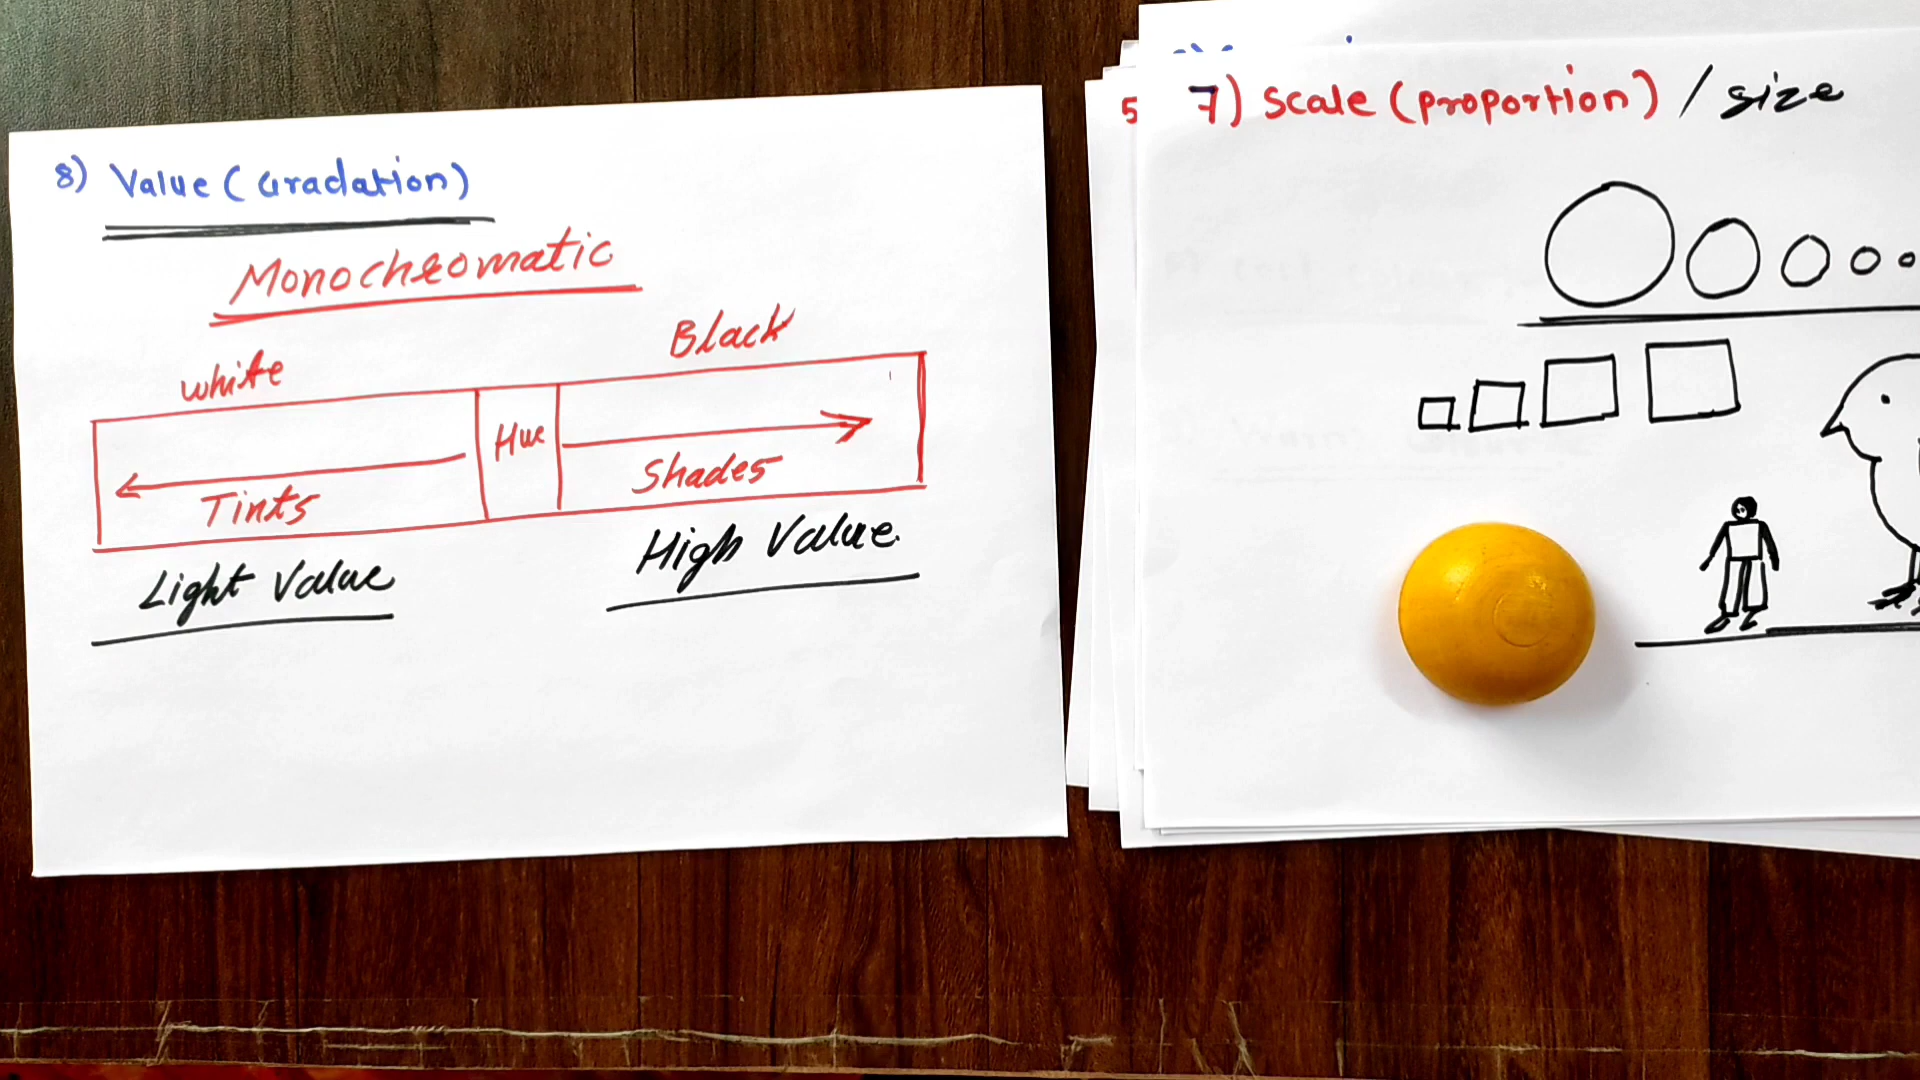 8) Value (Gradation)
Monochromatic
White
Black
Hue
Tints
Shades
Light Value
High Value
5
7) Scale (proportion) / size